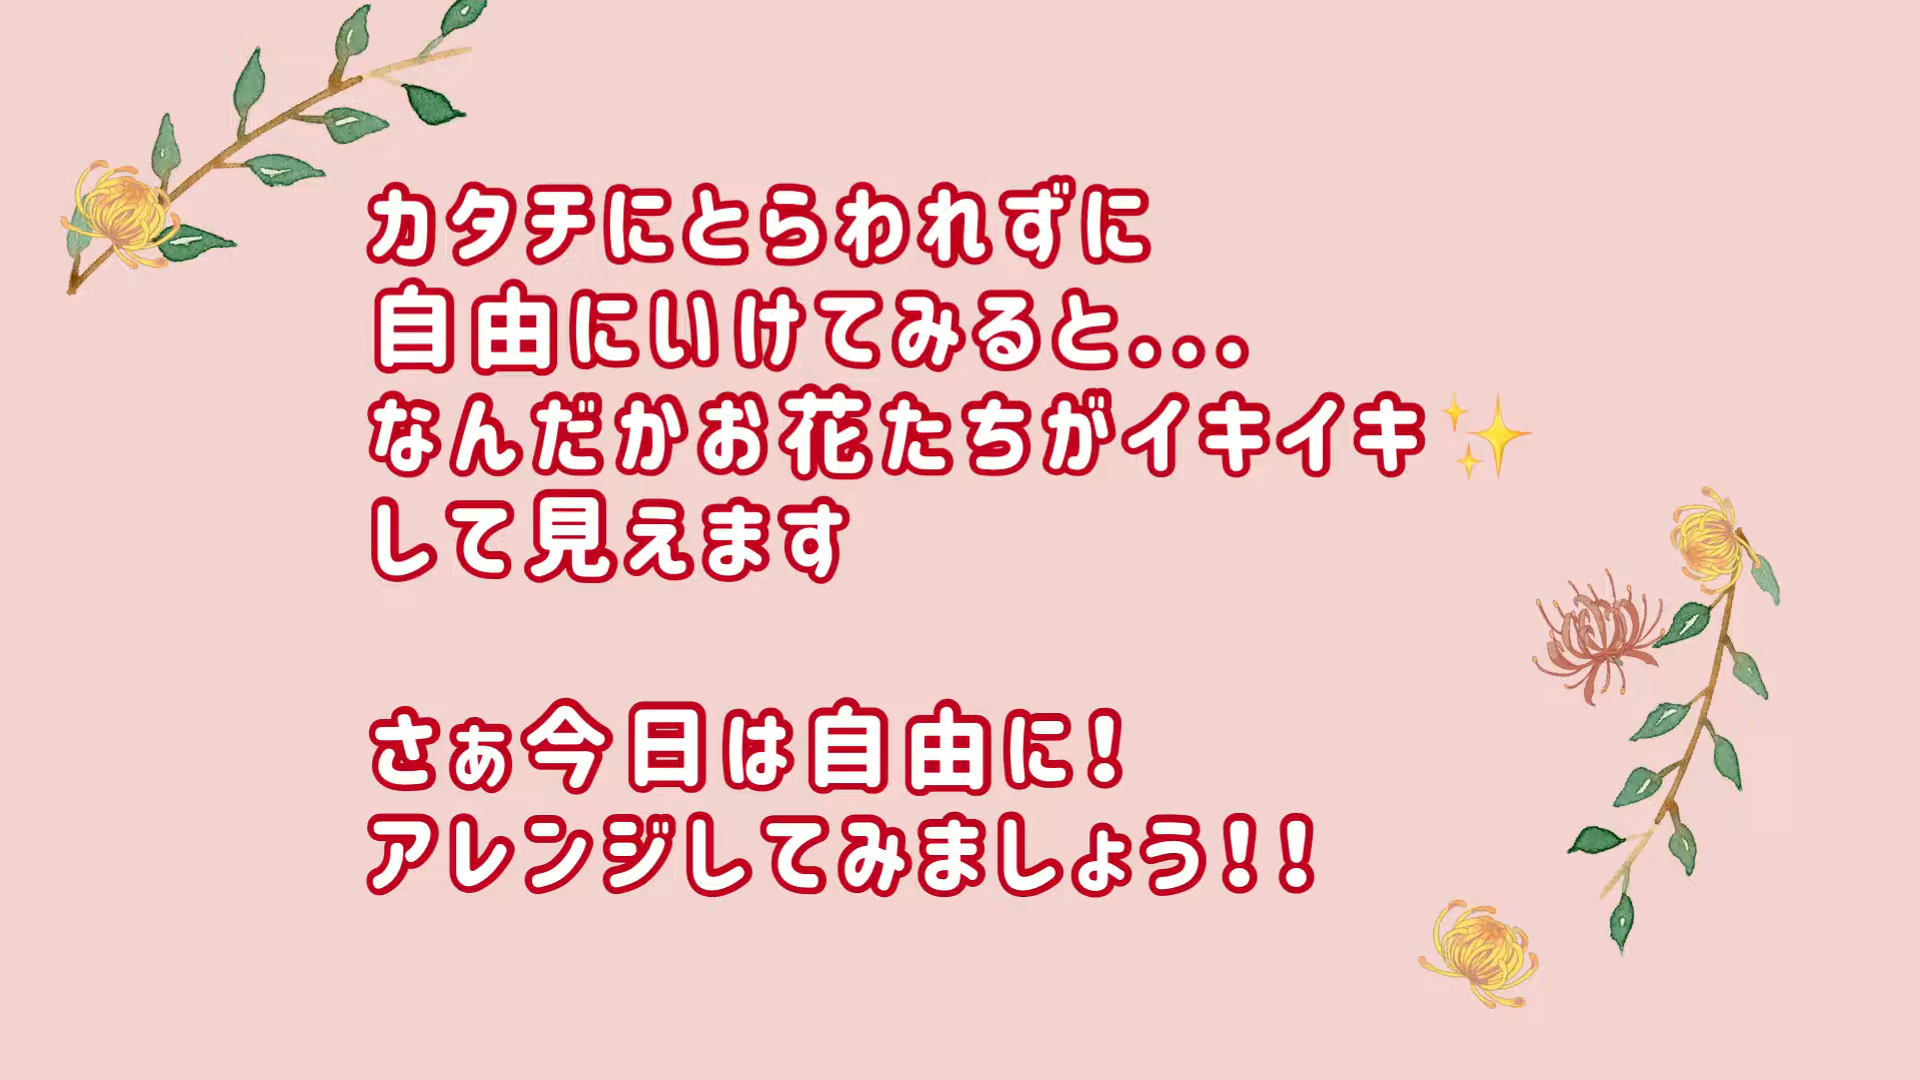 カタチにとらわれずに
自由にいけてみると...
なんだかお花たちがイキイキ✨
して見えます
さぁ今日は自由に！
アレンジしてみましょう！！